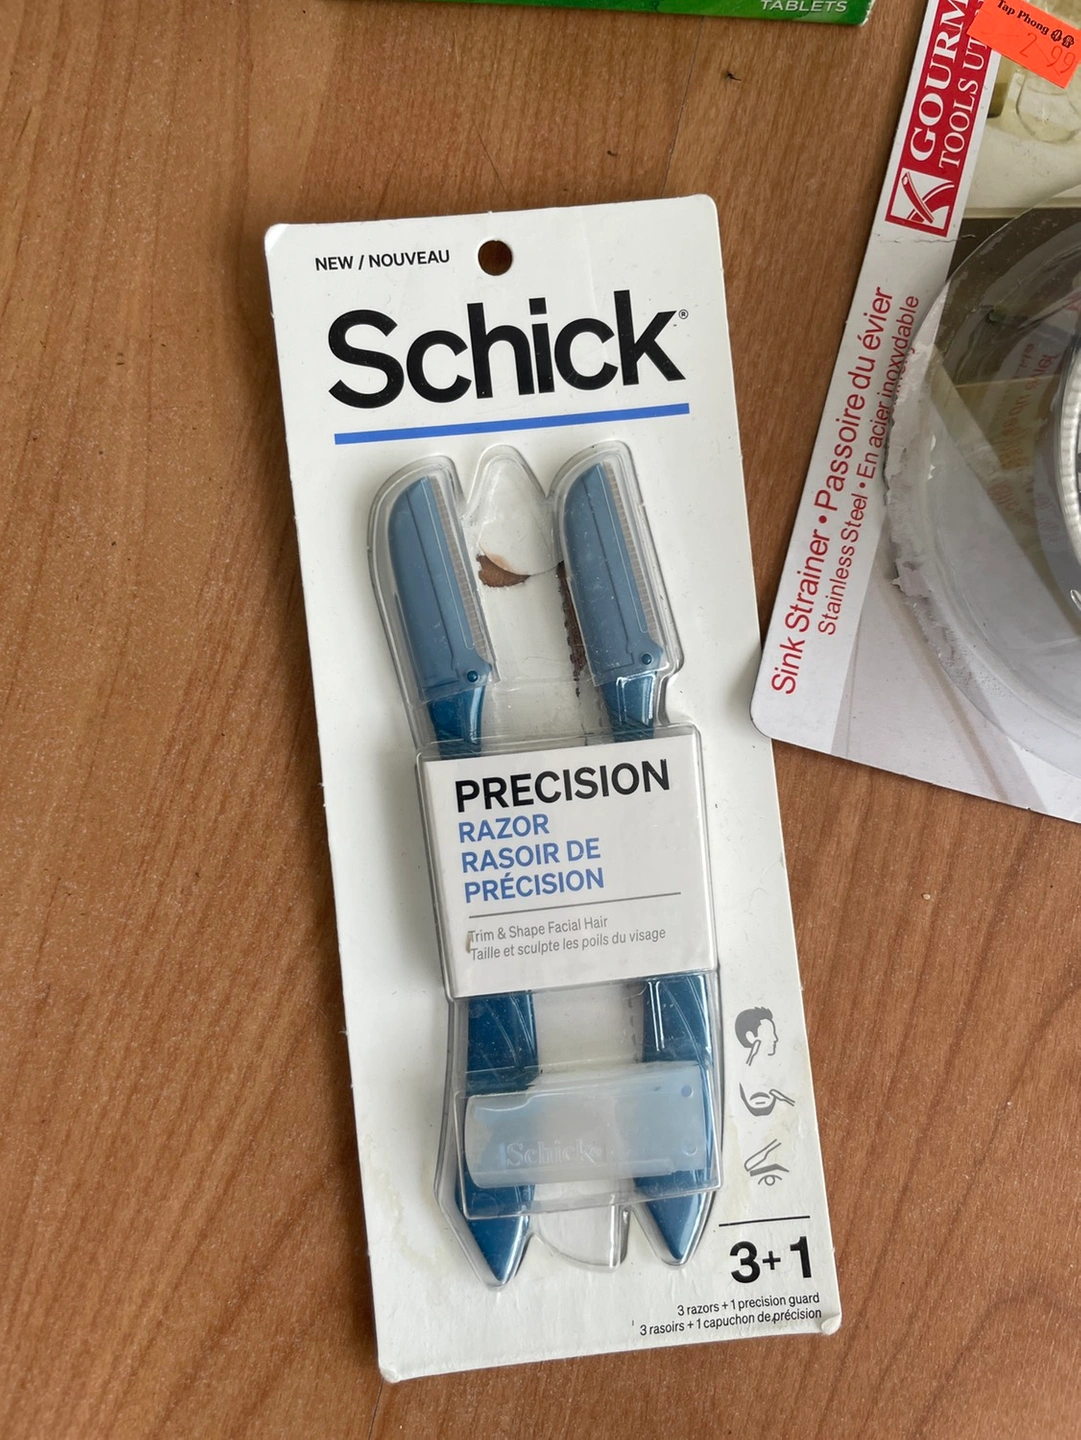 TABLETS
Tap Phong
2.99
GOURM
TOOLS UT
Sink Strainer • Passoire du évier
Stainless Steel • En acier inoxydable
NEW / NOUVEAU
Schick®
PRECISION
RAZOR
RASOIR DE
PRÉCISION
Trim & Shape Facial Hair
Taille et sculpte les poils du visage
Schick
3+1
3 razors + 1 precision guard
3 rasoirs + 1 capuchon de précision